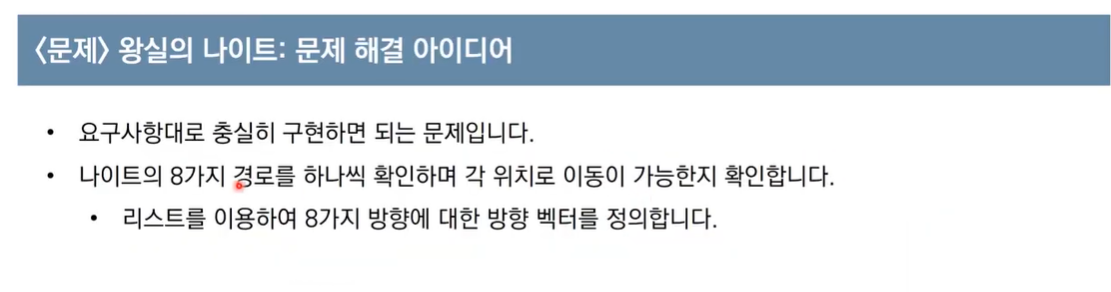 〈문제〉 왕실의 나이트: 문제 해결 아이디어
• 요구사항대로 충실히 구현하면 되는 문제입니다.
• 나이트의 8가지 경로를 하나씩 확인하며 각 위치로 이동이 가능한지 확인합니다.
• 리스트를 이용하여 8가지 방향에 대한 방향 벡터를 정의합니다.